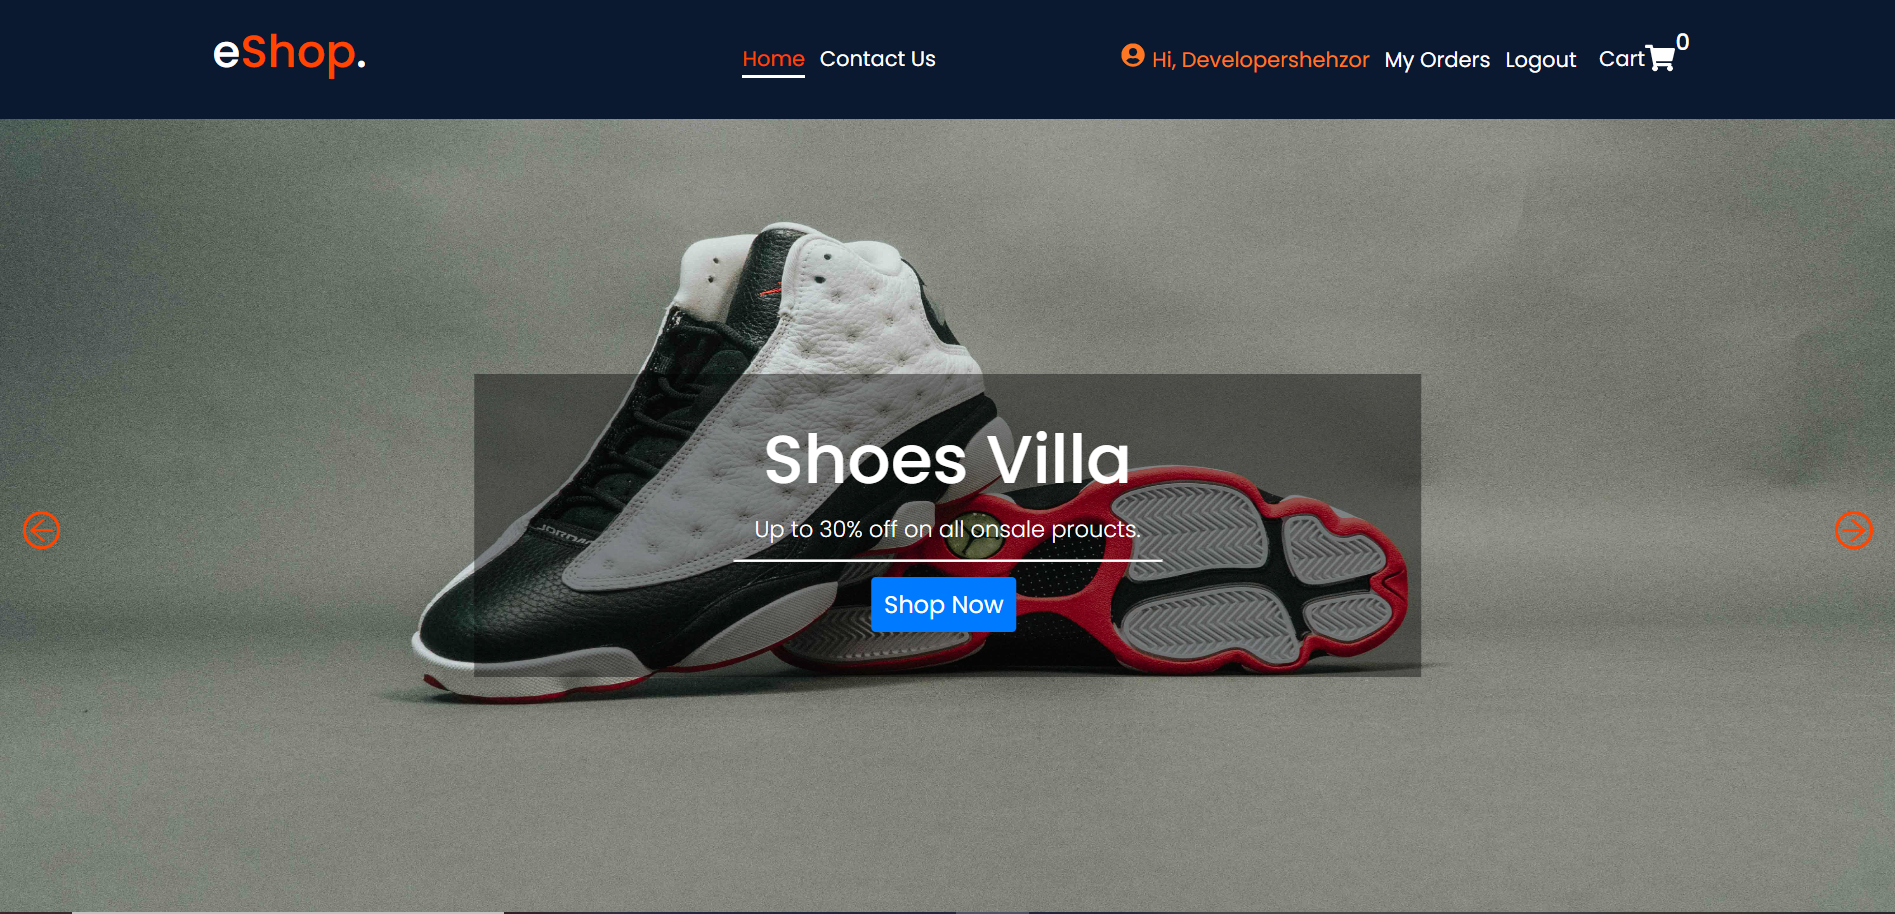 eShop.
Home Contact Us
Hi, Developershehzor My Orders Logout Cart 0
JORDAN
Shoes Villa
Up to 30% off on all onsale proucts.
Shop Now